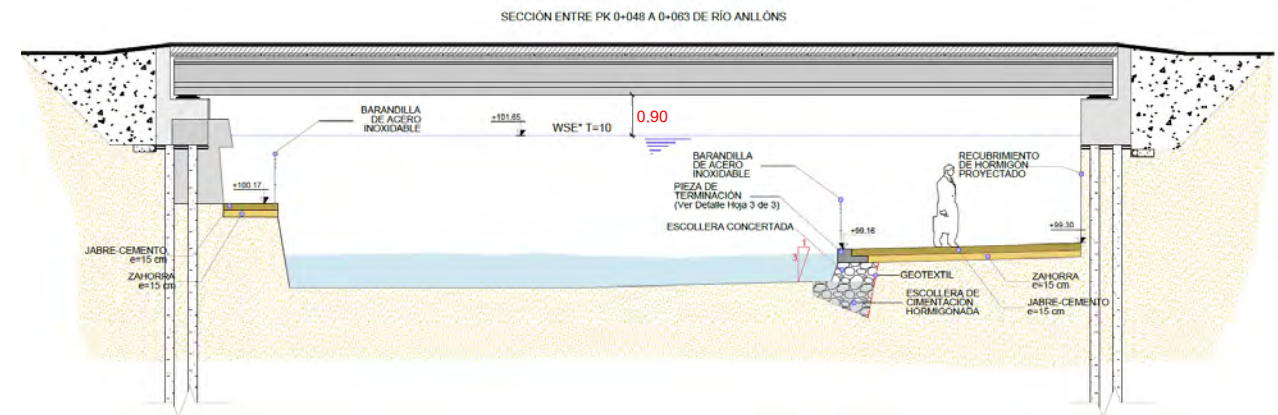 SECCIÓN ENTRE PK 0+048 A 0+063 DE RÍO ANLLÓNS
BARANDILLA
DE ACERO
INOXIDABLE
+101.65
WSE* T=10
0,90
+100.17
JABRE-CEMENTO
e=15 cm
ZAHORRA
e=15 cm
BARANDILLA
DE ACERO
INOXIDABLE
PIEZA DE
TERMINACIÓN
(Ver Detalle Hoja 3 de 3)
ESCOLLERA CONCERTADA
1
3
+99.16
RECUBRIMIENTO
DE HORMIGÓN
PROYECTADO
+99.30
GEOTEXTIL
ESCOLLERA DE
CIMENTACION
HORMIGONADA
ZAHORRA
e=15 cm
JABRE-CEMENTO
e=15 cm